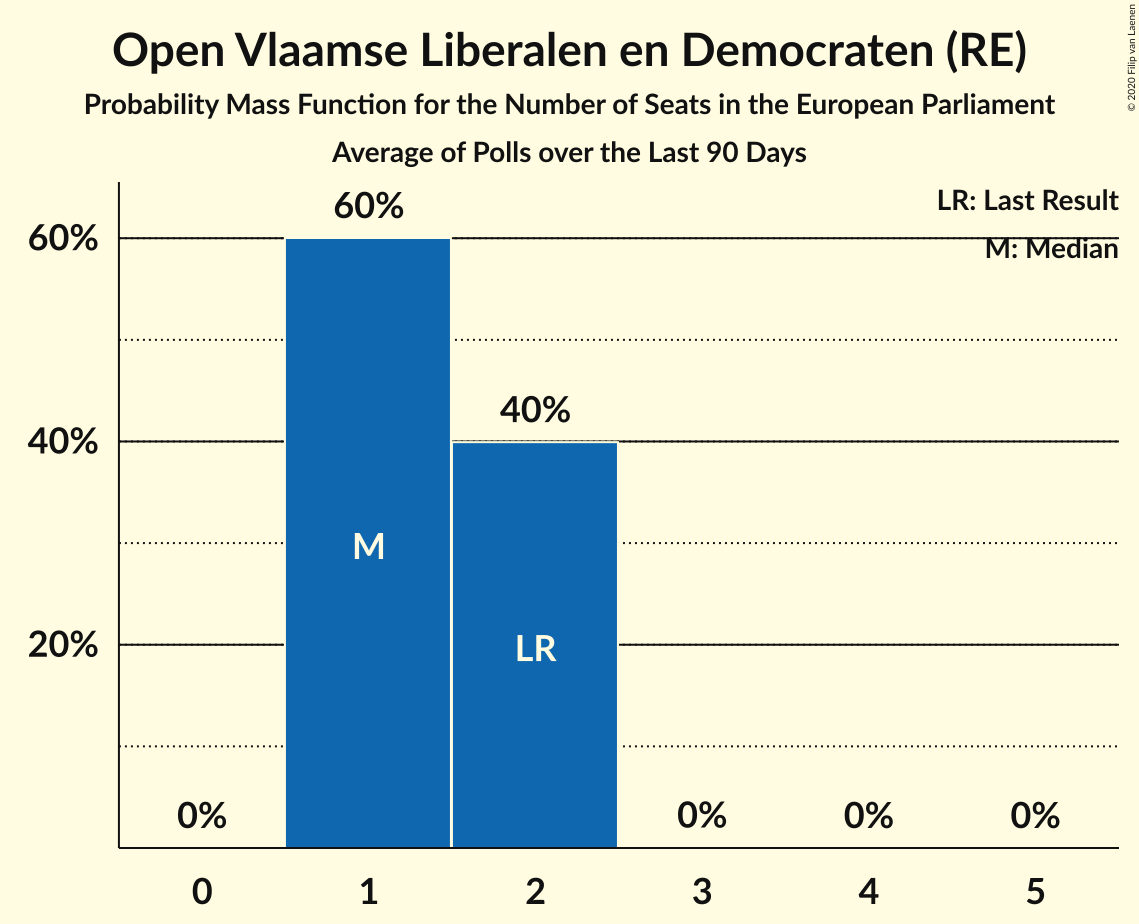 Open Vlaamse Liberalen en Democraten (RE)
Probability Mass Function for the Number of Seats in the European Parliament
Average of Polls over the Last 90 Days
© 2020 Filip van Laenen
LR: Last Result
M: Median
60%
60%
40%
40%
M
20%
LR
0%
0%
0%
0%
0 1 2 3 4 5